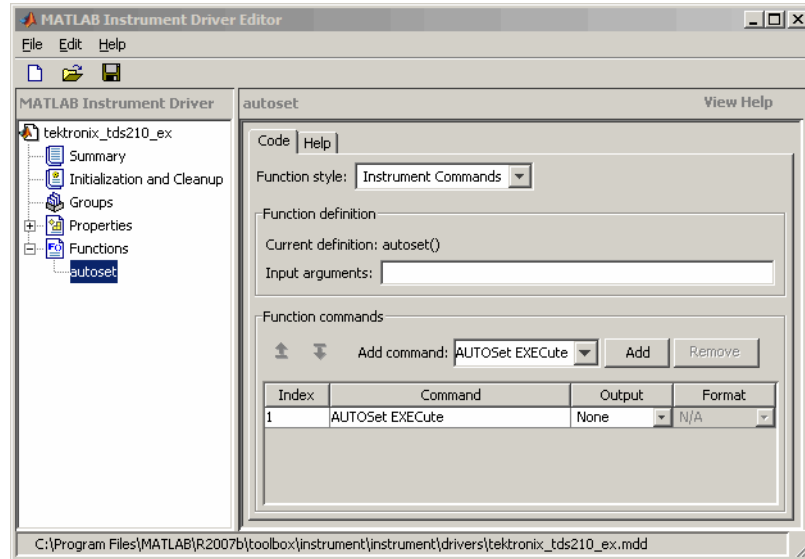 MATLAB Instrument Driver Editor
File Edit Help
MATLAB Instrument Driver
tektronix_tds210_ex
Summary
Initialization and Cleanup
Groups
Properties
Functions
autoset
autoset View Help
Code Help
Function style: Instrument Commands
Function definition
Current definition: autoset()
Input arguments:
Function commands
Add command: AUTOSet EXECute Add Remove
Index Command Output Format
1 AUTOSet EXECute None N/A
C:\Program Files\MATLAB\R2007b\toolbox\instrument\instrument\drivers\tektronix_tds210_ex.mdd